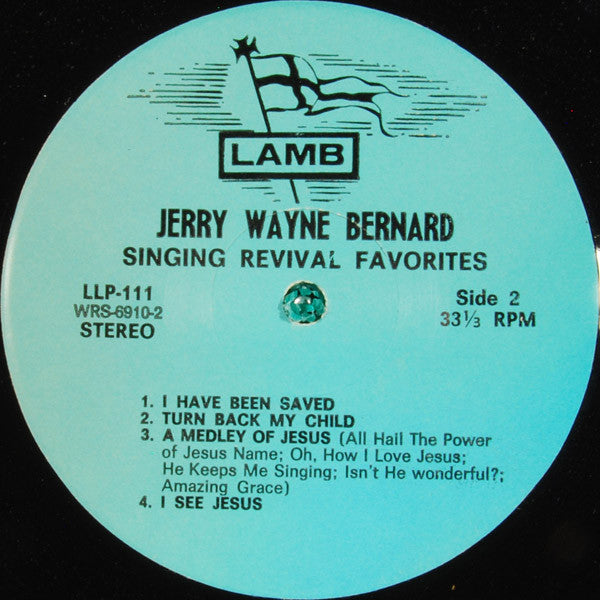 LAMB
JERRY WAYNE BERNARD
SINGING REVIVAL FAVORITES
LLP-111
WRS-6910-2
STEREO
Side 2
33⅓ RPM
1. I HAVE BEEN SAVED
2. TURN BACK MY CHILD
3. A MEDLEY OF JESUS (All Hail The Power
of Jesus Name; Oh, How I Love Jesus;
He Keeps Me Singing; Isn't He wonderful?;
Amazing Grace)
4. I SEE JESUS